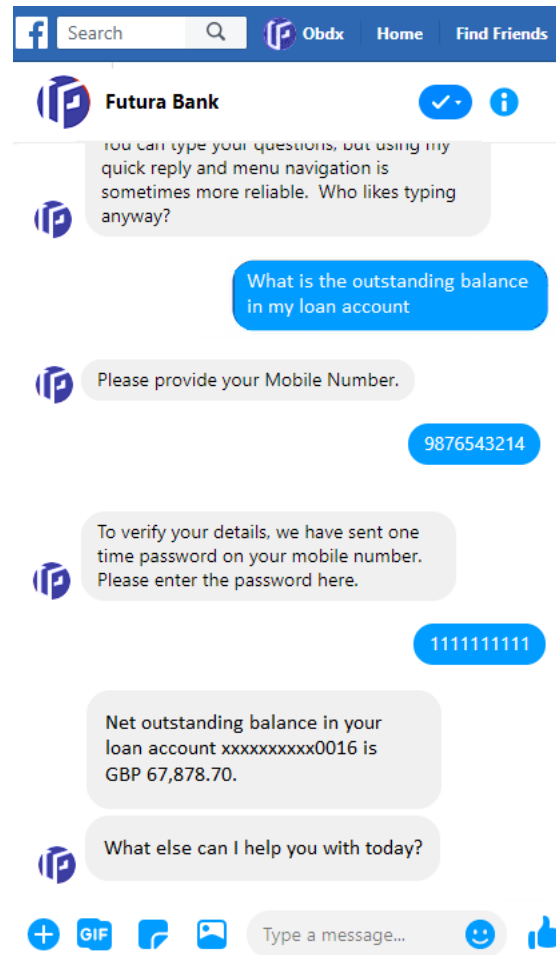 f Search Obdx Home Find Friends
Futura Bank
You can type your questions, but using my
quick reply and menu navigation is
sometimes more reliable. Who likes typing
anyway?
What is the outstanding balance
in my loan account
Please provide your Mobile Number.
9876543214
To verify your details, we have sent one
time password on your mobile number.
Please enter the password here.
1111111111
Net outstanding balance in your
loan account xxxxxxxxxx0016 is
GBP 67,878.70.
What else can I help you with today?
GIF Type a message...